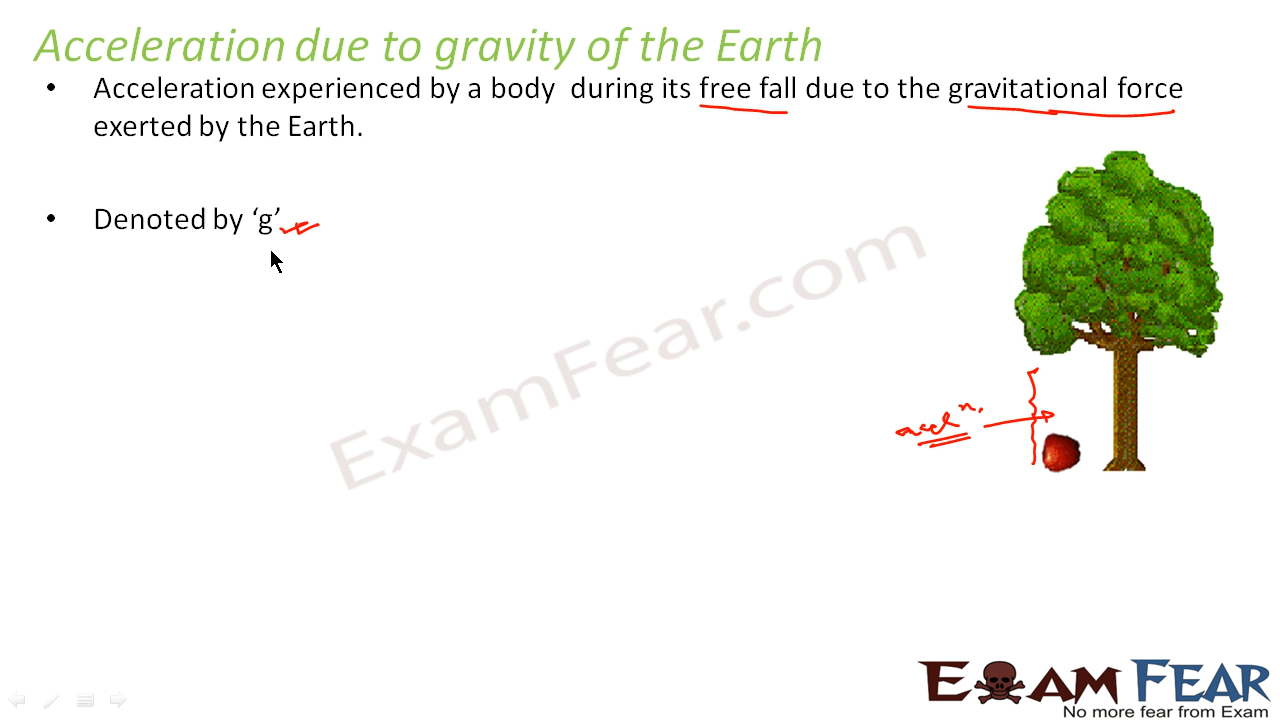 Acceleration due to gravity of the Earth
• Acceleration experienced by a body during its free fall due to the gravitational force
exerted by the Earth.
• Denoted by ‘g’
ExamFear.com
accln.
EXAM FEAR
No more fear from Exam